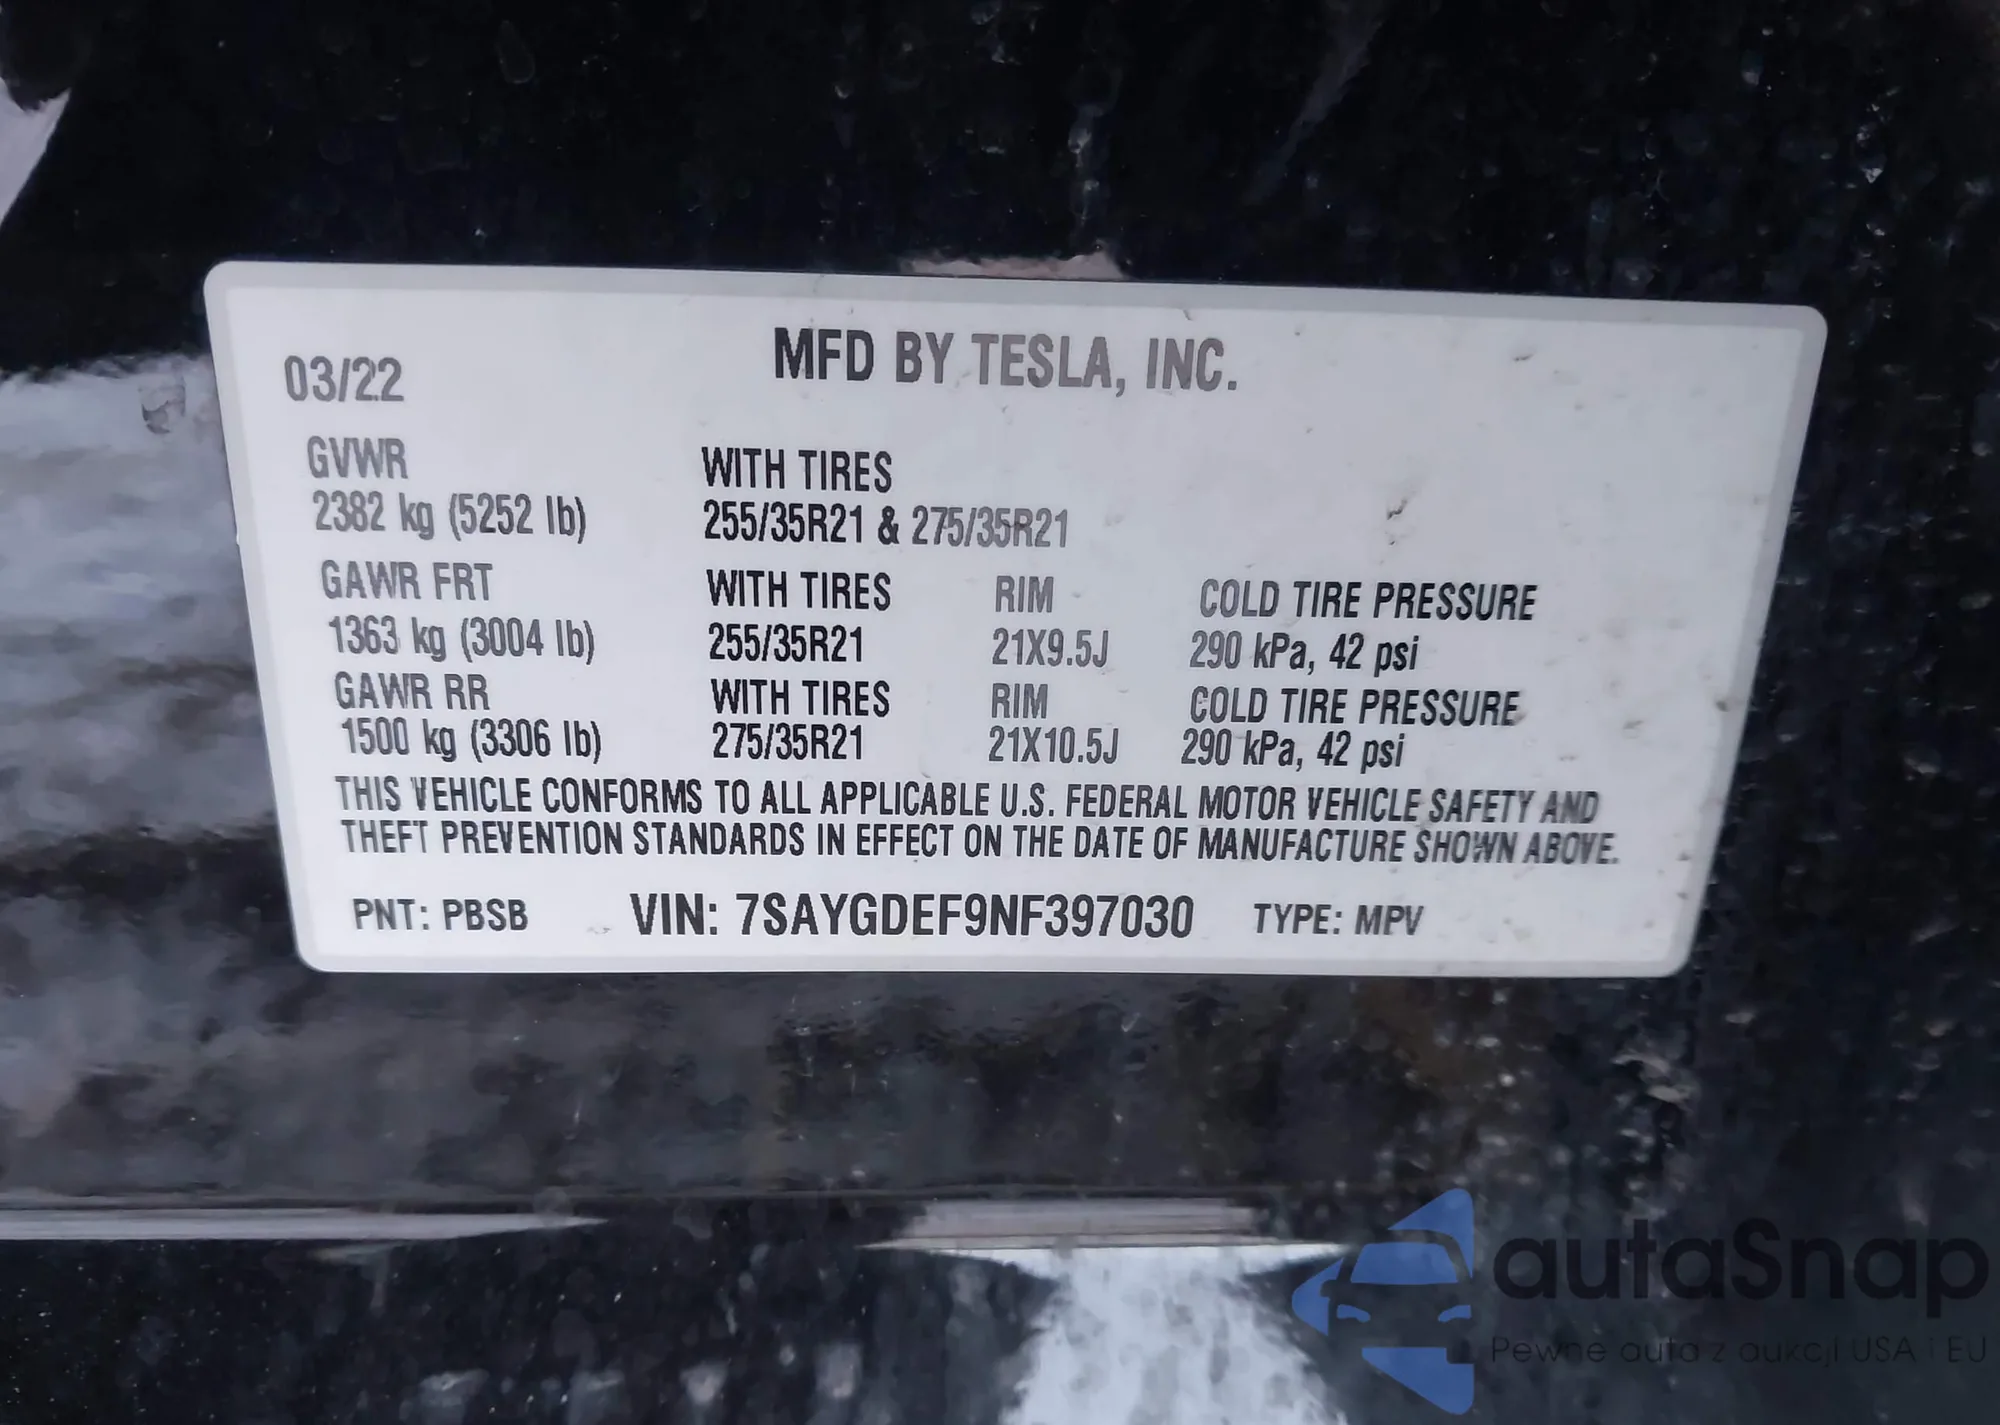 03/22 MFD BY TESLA, INC.
GVWR WITH TIRES
2382 kg (5252 lb) 255/35R21 & 275/35R21
GAWR FRT WITH TIRES RIM COLD TIRE PRESSURE
1363 kg (3004 lb) 255/35R21 21X9.5J 290 kPa, 42 psi
GAWR RR WITH TIRES RIM COLD TIRE PRESSURE
1500 kg (3306 lb) 275/35R21 21X10.5J 290 kPa, 42 psi
THIS VEHICLE CONFORMS TO ALL APPLICABLE U.S. FEDERAL MOTOR VEHICLE SAFETY AND
THEFT PREVENTION STANDARDS IN EFFECT ON THE DATE OF MANUFACTURE SHOWN ABOVE.
PNT: PBSB VIN: 7SAYGDEF9NF397030 TYPE: MPV
autaSnap
Pewne auta z aukcji USA i EU